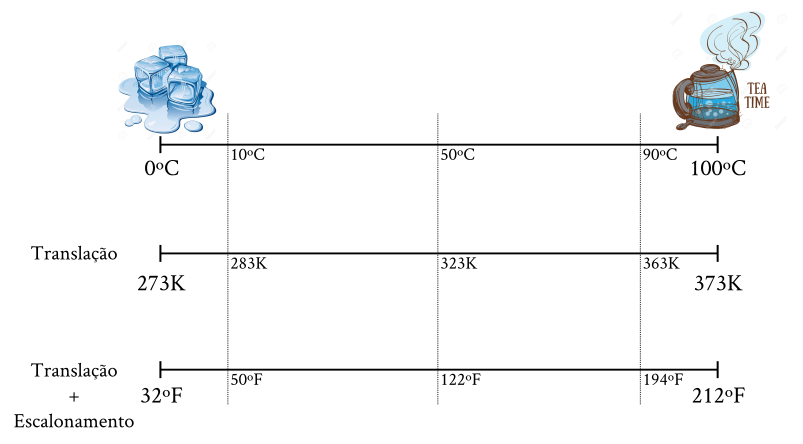 TEA
TIME
10ºC
50ºC
90ºC
0ºC
100ºC
Translação
283K
323K
363K
273K
373K
Translação
+
Escalonamento
50ºF
122ºF
194ºF
32ºF
212ºF